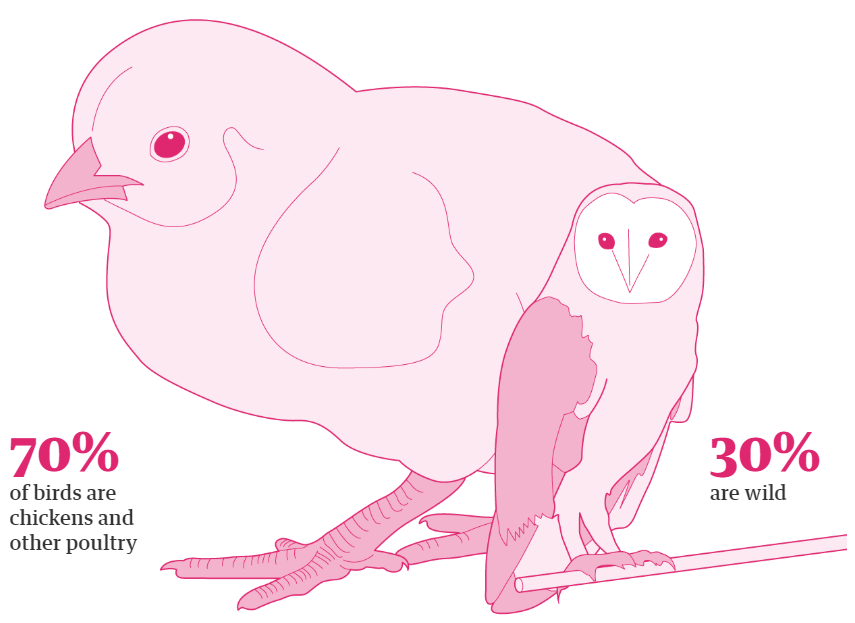 70%
of birds are
chickens and
other poultry
30%
are wild